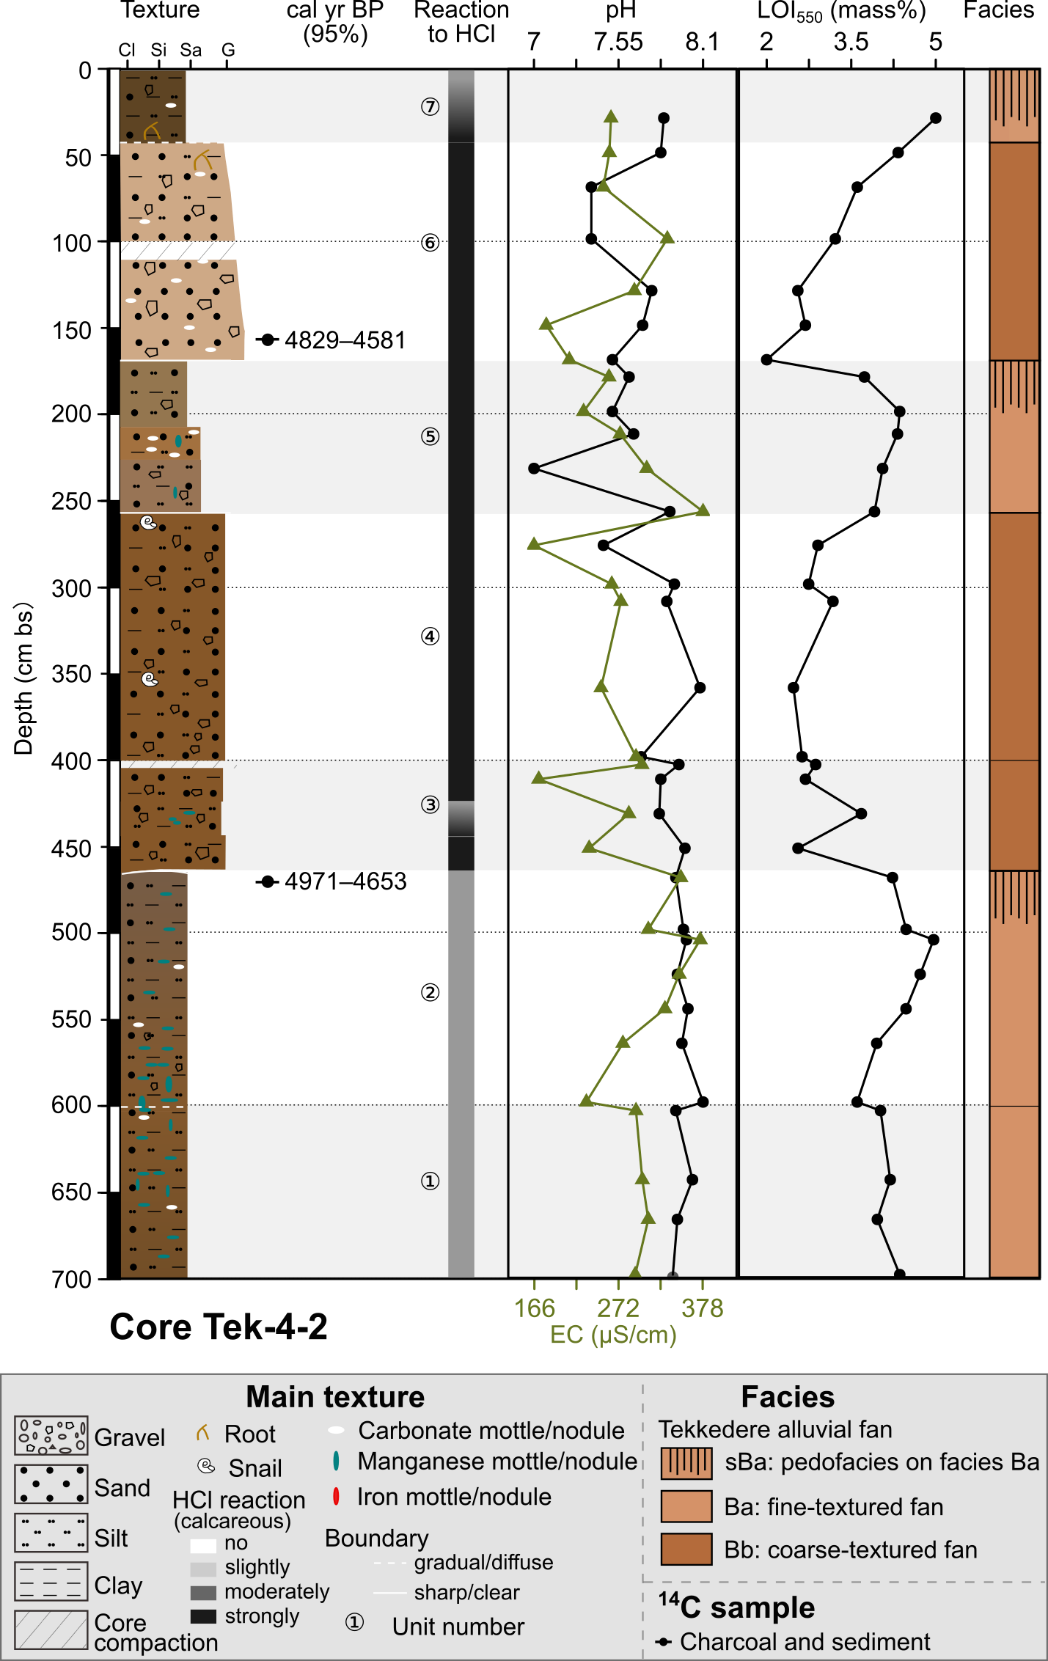 Texture cal yr BP Reaction pH LOI550 (mass%) Facies
(95%) to HCl
7 7.55 8.1 2 3.5 5
Cl Si Sa G
0
50
100
150
200
250
300
350
400
450
500
550
600
650
700
Depth (cm bs)
4829–4581
4971–4653
⑦
⑥
⑤
④
③
②
①
166 272 378
EC (µS/cm)
Core Tek-4-2
Main texture
Gravel
Sand
Silt
Clay
Core
compaction
Root
Snail
HCl reaction
(calcareous)
no
slightly
moderately
strongly
Carbonate mottle/nodule
Manganese mottle/nodule
Iron mottle/nodule
Boundary
gradual/diffuse
sharp/clear
① Unit number
Facies
Tekkedere alluvial fan
sBa: pedofacies on facies Ba
Ba: fine-textured fan
Bb: coarse-textured fan
14C sample
Charcoal and sediment